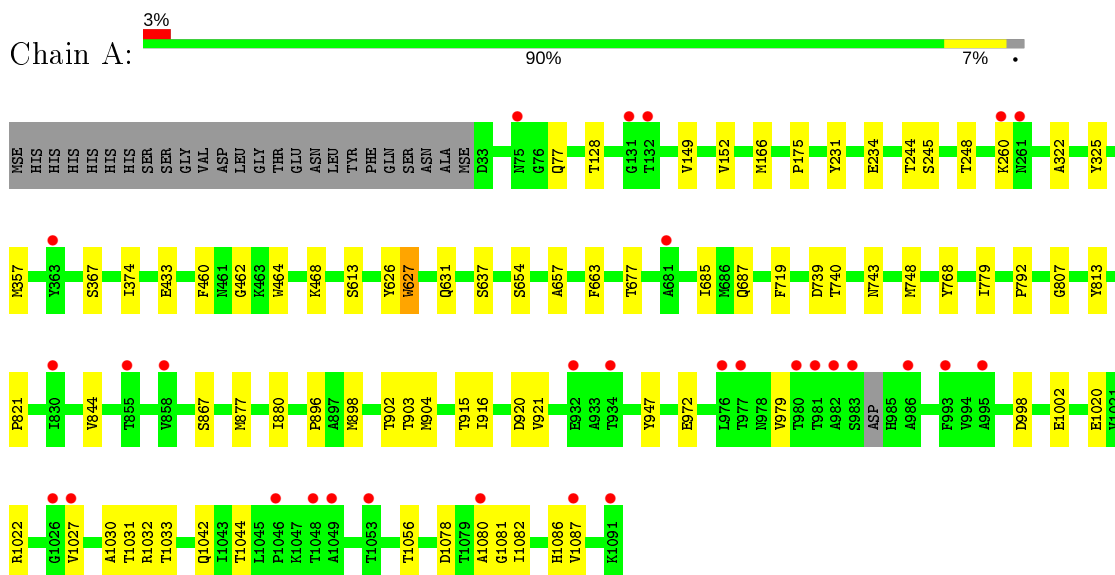 3%
Chain A:
90% 7% •
MSE HIS HIS HIS HIS HIS HIS SER SER GLY VAL ASP LEU GLY THR GLU ASN LEU TYR PHE GLN SER ASN ALA MSE D33 N75 G76 Q77 T128 G131 T132 V149 V152 M166 P175 Y231 E234 T244 S245 T248 K260 N261 A322 Y325
M357 Y363 S367 I374 E433 F460 N461 G462 K463 W464 K468 S613 Y626 W627 Q631 S637 S654 A657 F663 T677 A681 I685 M686 Q687 F719 D739 T740 N743 M748 Y768 I779 P792 G807 Y813
P821 I830 V844 T855 V858 S867 M877 I880 P896 A897 M898 T902 T903 M904 T915 I916 D920 V921 E932 A933 T934 Y947 E972 L976 T977 N978 V979 T980 T981 A982 S983 ASP H985 A986 F993 V994 A995 D998 E1002 E1020 V1021
R1022 G1026 V1027 A1030 T1031 R1032 T1033 Q1042 I1043 T1044 L1045 P1046 K1047 T1048 A1049 T1053 T1056 D1078 T1079 A1080 G1081 I1082 H1086 V1087 K1091